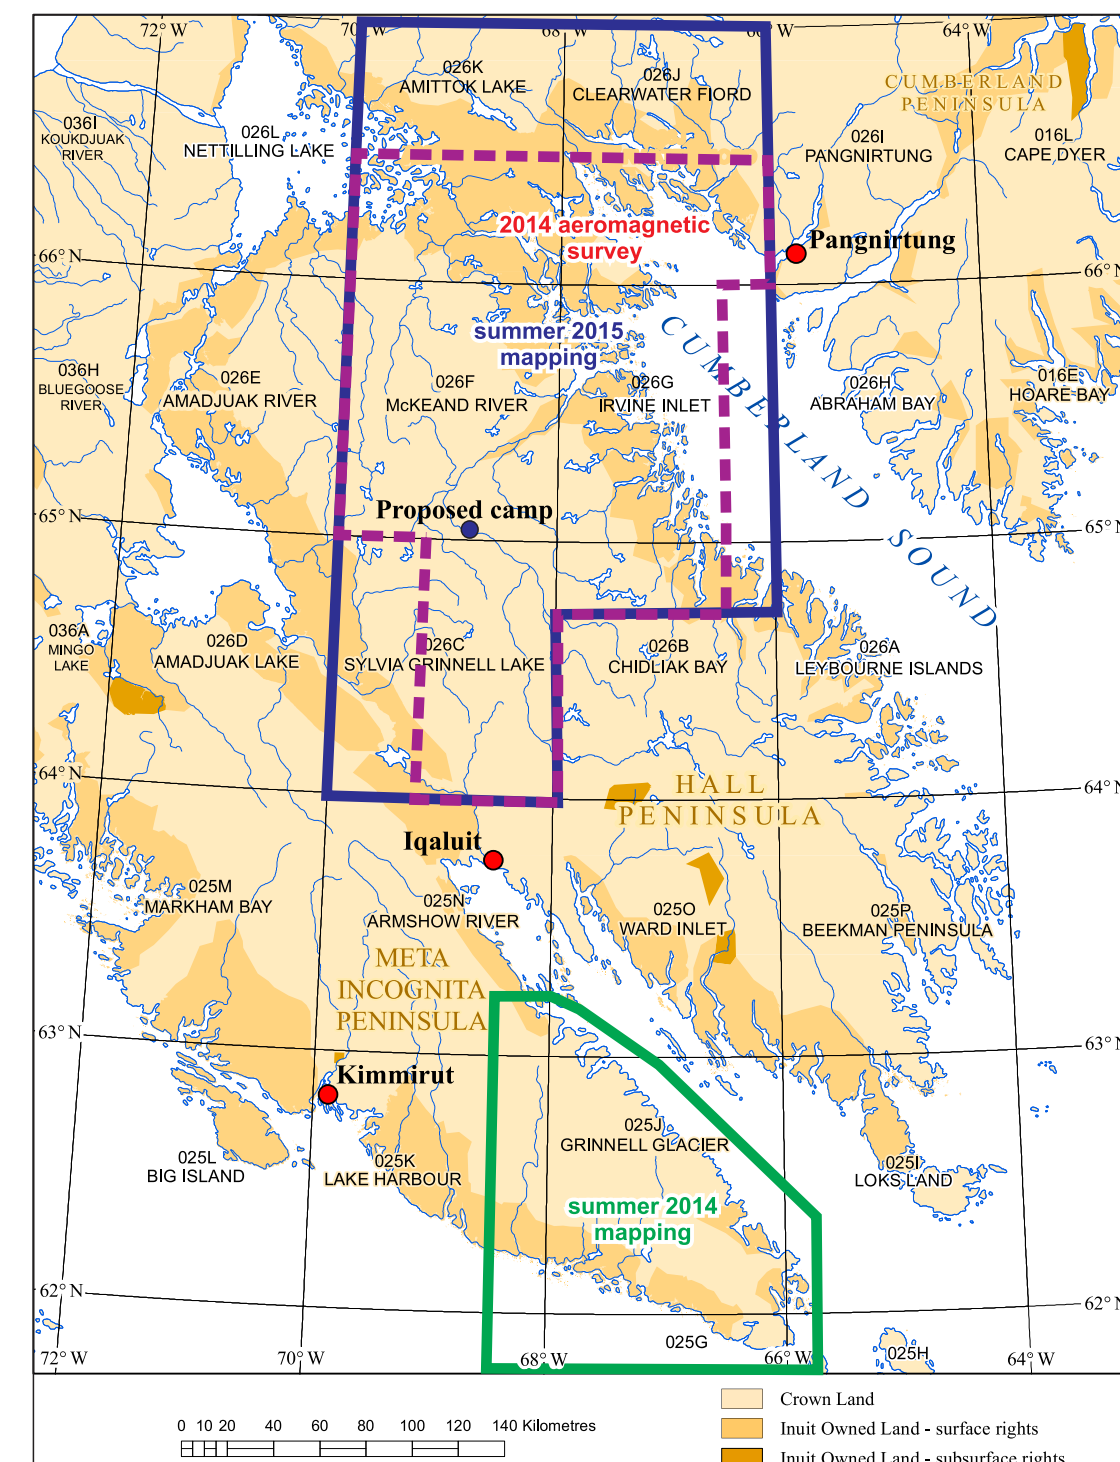 72° W
70° W
68° W
66° W
64° W
026K
AMITTOK LAKE
026J
CLEARWATER FIORD
CUMBERLAND
PENINSULA
036I
KOUKDJUAK
RIVER
026L
NETTILLING LAKE
026I
PANGNIRTUNG
016L
CAPE DYER
2014 aeromagnetic
survey
Pangnirtung
66° N
66° N
summer 2015
mapping
CUMBERLAND SOUND
036H
BLUEGOOSE
RIVER
026E
AMADJUAK RIVER
026F
McKEAND RIVER
026G
IRVINE INLET
026H
ABRAHAM BAY
016E
HOARE BAY
65° N
Proposed camp
65° N
036A
MINGO
LAKE
026D
AMADJUAK LAKE
026C
SYLVIA GRINNELL LAKE
026B
CHIDLIAK BAY
026A
LEYBOURNE ISLANDS
64° N
HALL
PENINSULA
64° N
Iqaluit
025M
MARKHAM BAY
025N
ARMSHOW RIVER
025O
WARD INLET
025P
BEEKMAN PENINSULA
META
INCOGNITA
PENINSULA
63° N
63° N
Kimmirut
025J
GRINNELL GLACIER
025L
BIG ISLAND
025K
LAKE HARBOUR
025I
LOKS LAND
summer 2014
mapping
62° N
62° N
025G
025H
72° W
70° W
68° W
66° W
64° W
0 10 20 40 60 80 100 120 140 Kilometres
Crown Land
Inuit Owned Land - surface rights
Inuit Owned Land - subsurface rights